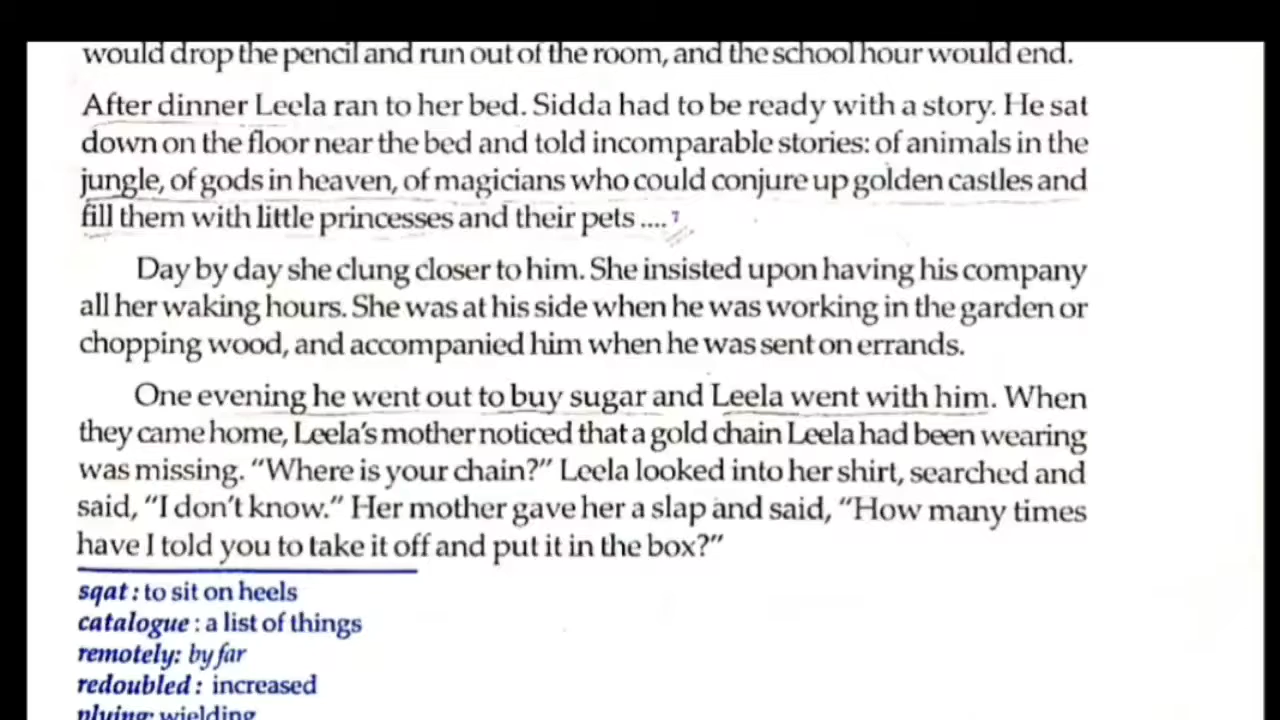 would drop the pencil and run out of the room, and the school hour would end.
After dinner Leela ran to her bed. Sidda had to be ready with a story. He sat
down on the floor near the bed and told incomparable stories: of animals in the
jungle, of gods in heaven, of magicians who could conjure up golden castles and
fill them with little princesses and their pets ....7
Day by day she clung closer to him. She insisted upon having his company
all her waking hours. She was at his side when he was working in the garden or
chopping wood, and accompanied him when he was sent on errands.
One evening he went out to buy sugar and Leela went with him. When
they came home, Leela's mother noticed that a gold chain Leela had been wearing
was missing. “Where is your chain?” Leela looked into her shirt, searched and
said, “I don't know.” Her mother gave her a slap and said, “How many times
have I told you to take it off and put it in the box?”
sqat : to sit on heels
catalogue : a list of things
remotely: by far
redoubled : increased
plying: wielding